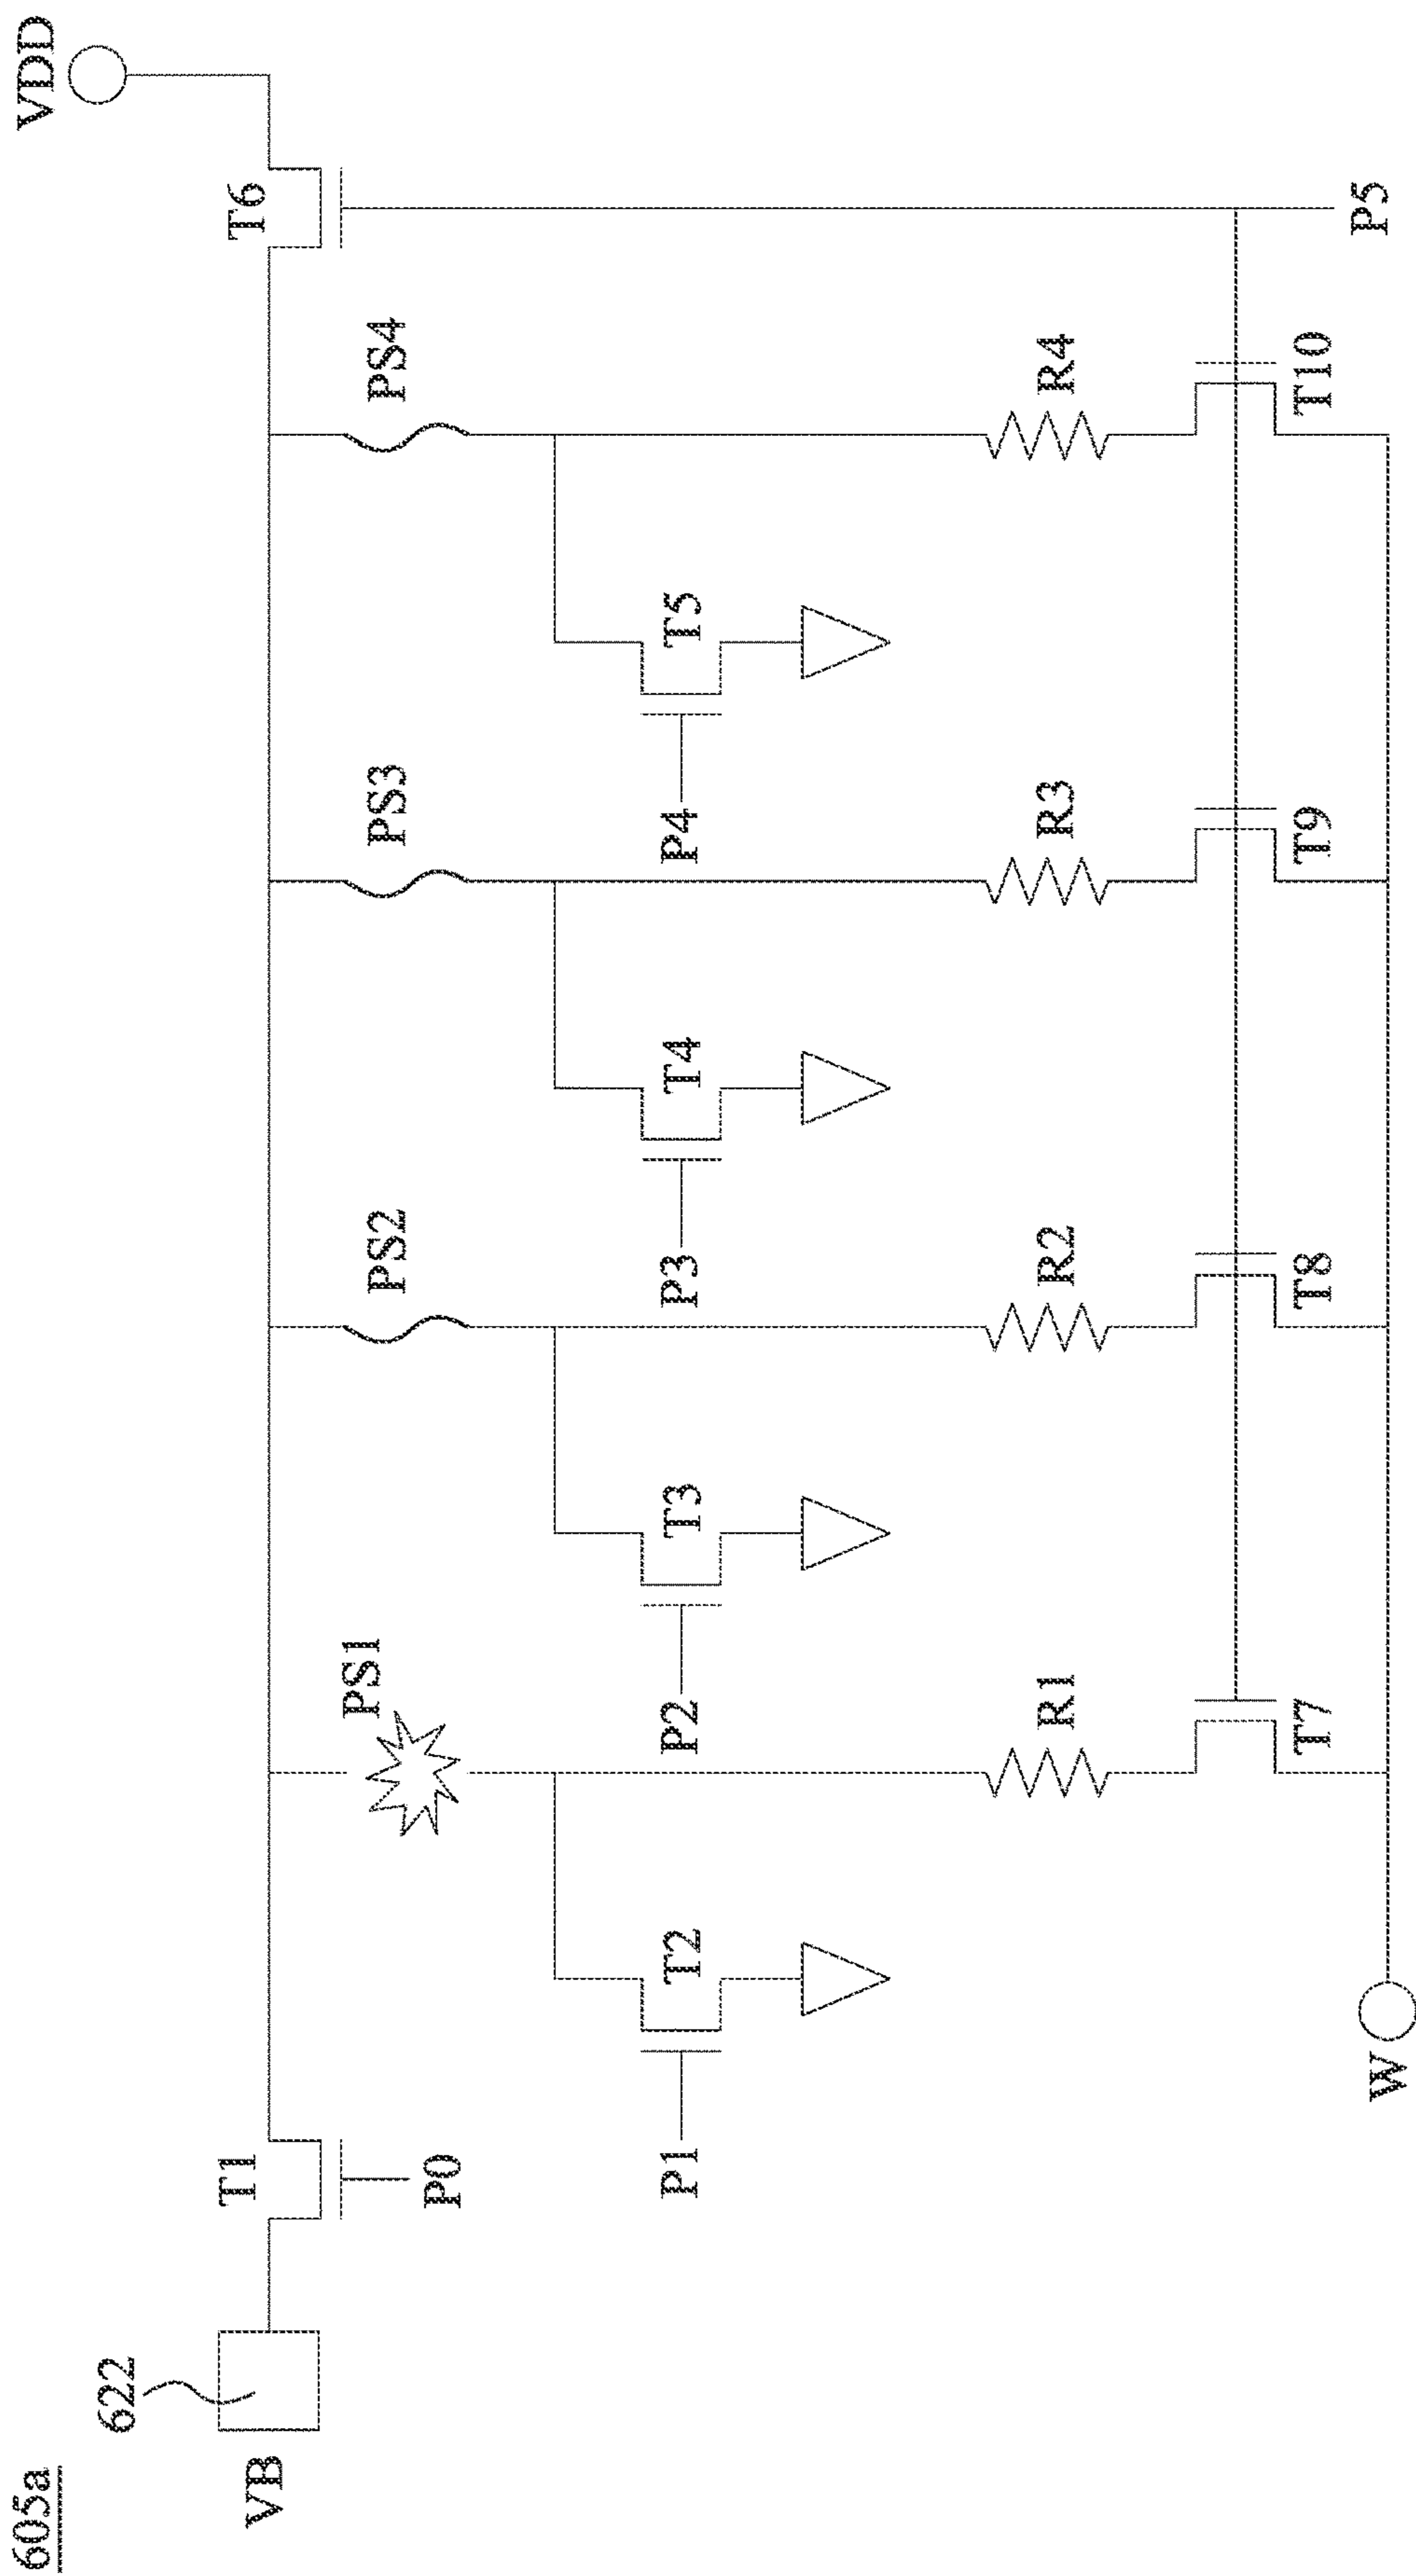 605a
622
VB
T1
P0
T6
VDD
PS1
PS2
PS3
PS4
P1
T2
P2
T3
P3
T4
P4
T5
R1
R2
R3
R4
T7
T8
T9
T10
W
P5